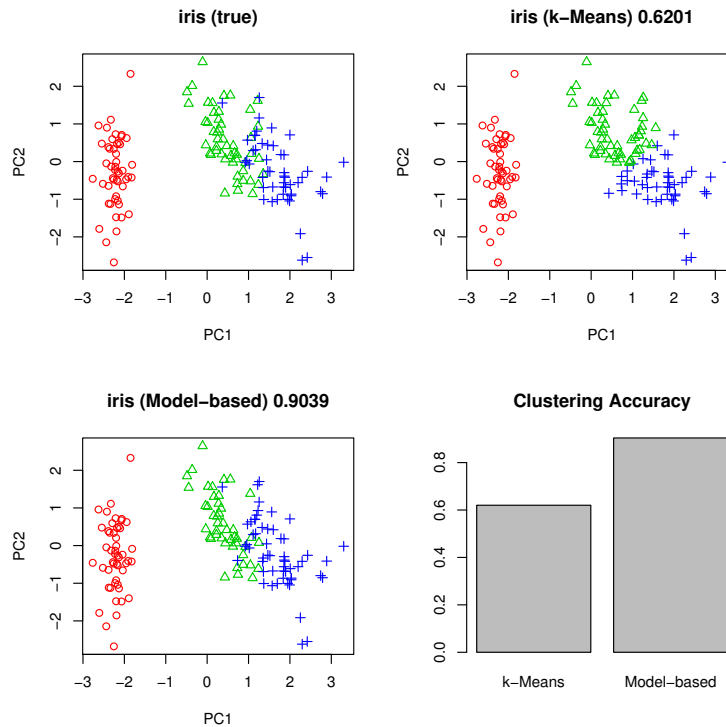 iris (true)
PC2
2
1
0
−1
−2
−3 −2 −1 0 1 2 3
PC1
iris (k−Means) 0.6201
PC2
2
1
0
−1
−2
−3 −2 −1 0 1 2 3
PC1
iris (Model−based) 0.9039
PC2
2
1
0
−1
−2
−3 −2 −1 0 1 2 3
PC1
Clustering Accuracy
0.8
0.6
0.4
0.2
0.0
k−Means Model−based